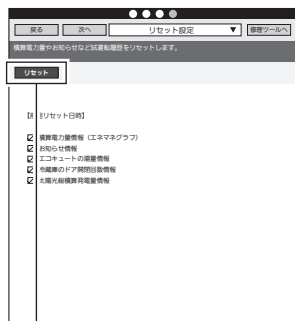 戻る 次へ リセット設定 ▼ 修理ツールへ
積算電力量やお知らせなど試運転履歴をリセットします。
リセット
リセット日時】
積算電力量情報（エネマネグラフ）
お知らせ情報
エコキュートの湯量情報
冷蔵庫のドア開閉回数情報
太陽光総積算発電量情報